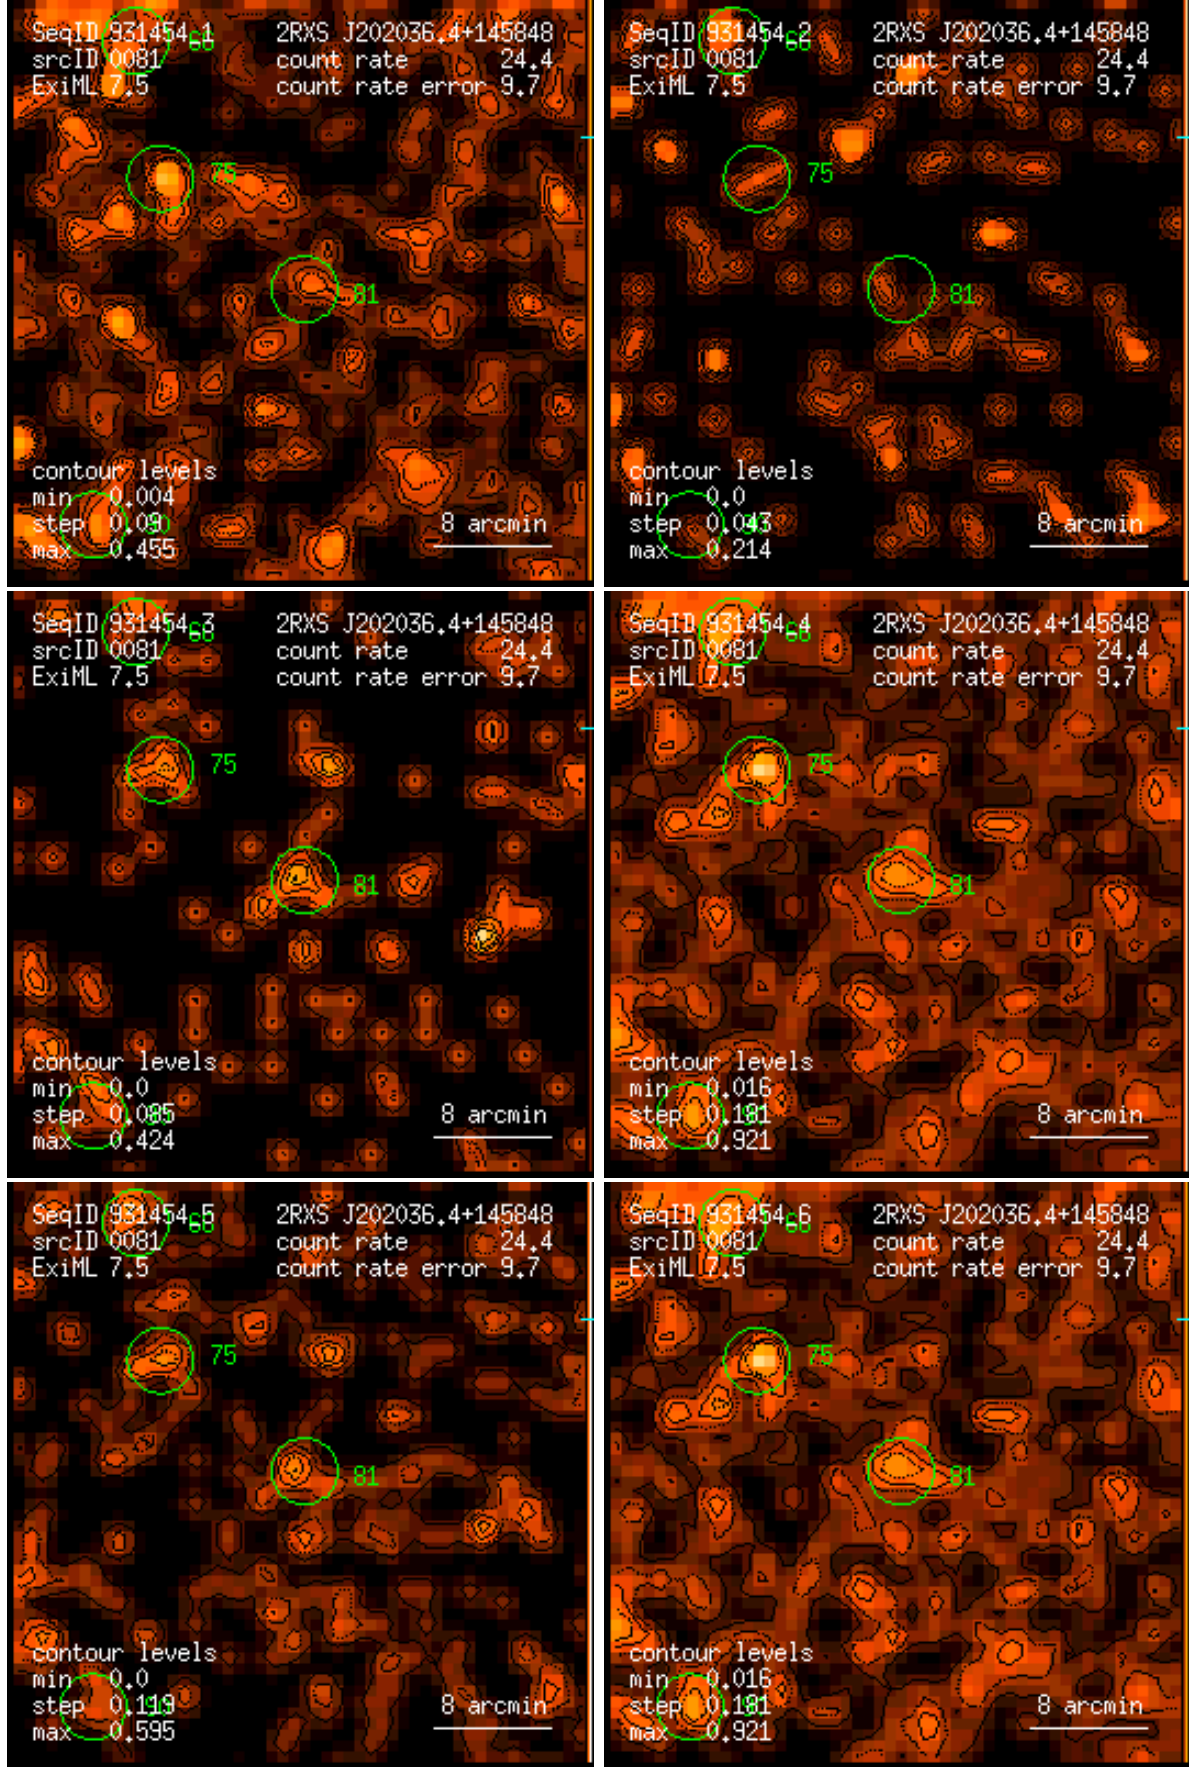 SeqID 931454_1 66 2RXS J202036.4+145848
srcID 0081 count rate 24.4
ExiML 7.5 count rate error 9.7
75
81
contour levels
min 0.004
step 0.09
max 0.455
8 arcmin
SeqID 931454_2 66 2RXS J202036.4+145848
srcID 0081 count rate 24.4
ExiML 7.5 count rate error 9.7
75
81
contour levels
min 0.0
step 0.043
max 0.214
8 arcmin
SeqID 931454_3 66 2RXS J202036.4+145848
srcID 0081 count rate 24.4
ExiML 7.5 count rate error 9.7
75
81
contour levels
min 0.0
step 0.085
max 0.424
8 arcmin
SeqID 931454_4 66 2RXS J202036.4+145848
srcID 0081 count rate 24.4
ExiML 7.5 count rate error 9.7
75
81
contour levels
min 0.016
step 0.181
max 0.921
8 arcmin
SeqID 931454_5 66 2RXS J202036.4+145848
srcID 0081 count rate 24.4
ExiML 7.5 count rate error 9.7
75
81
contour levels
min 0.0
step 0.119
max 0.595
8 arcmin
SeqID 931454_6 66 2RXS J202036.4+145848
srcID 0081 count rate 24.4
ExiML 7.5 count rate error 9.7
75
81
contour levels
min 0.016
step 0.181
max 0.921
8 arcmin